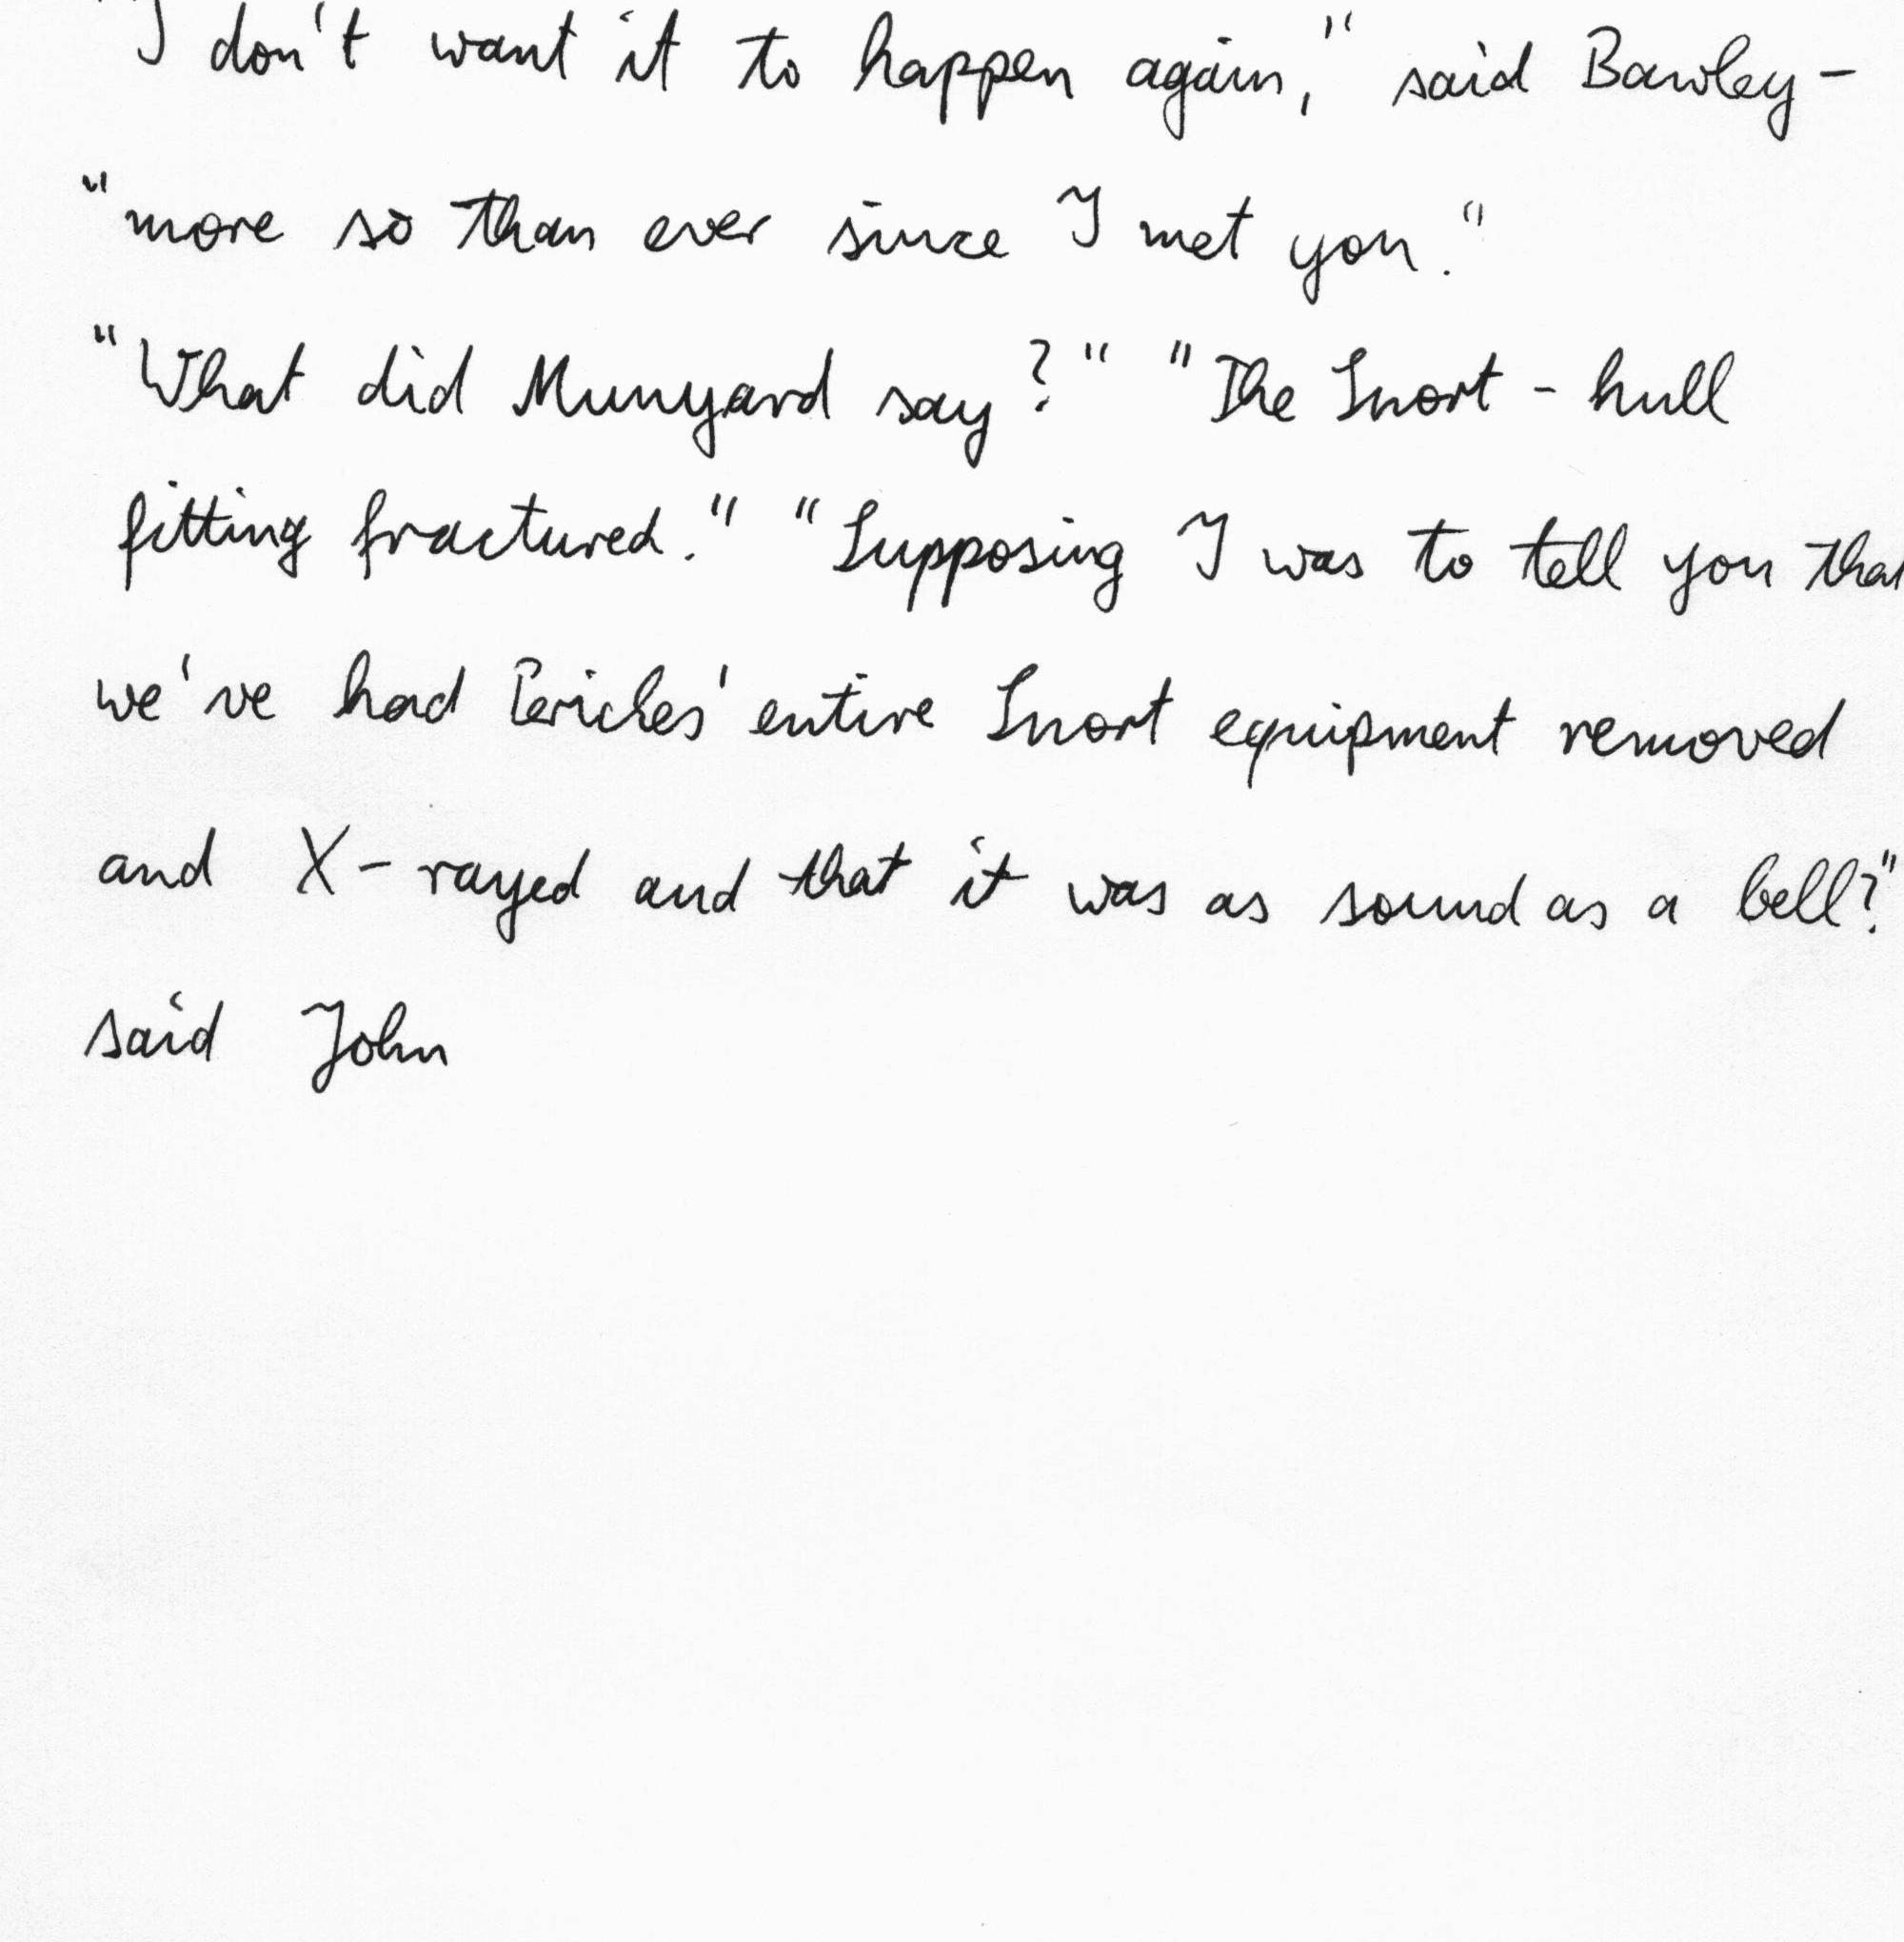 "I don't want it to happen again," said Bawley -
"more so than ever since I met you."
"What did Munyard say?" "The Snort - hull
fitting fractured." "Supposing I was to tell you that
we've had Pericles' entire Snort equipment removed
and X-rayed and that it was as sound as a bell?"
said John